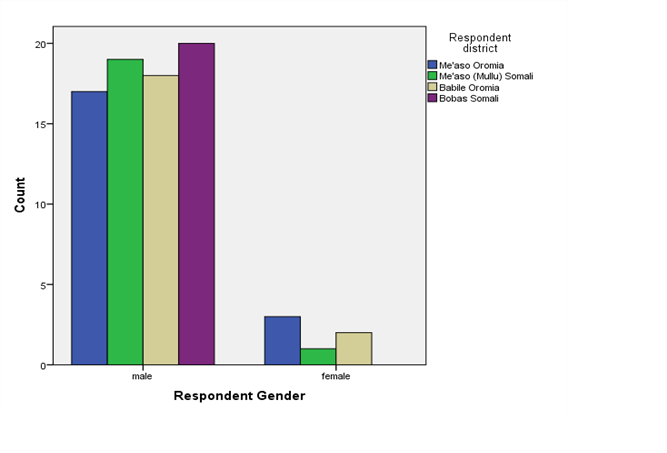 Respondent
district
Me'aso Oromia
Me'aso (Mullu) Somali
Babile Oromia
Bobas Somali
20
15
10
5
0
Count
male
female
Respondent Gender